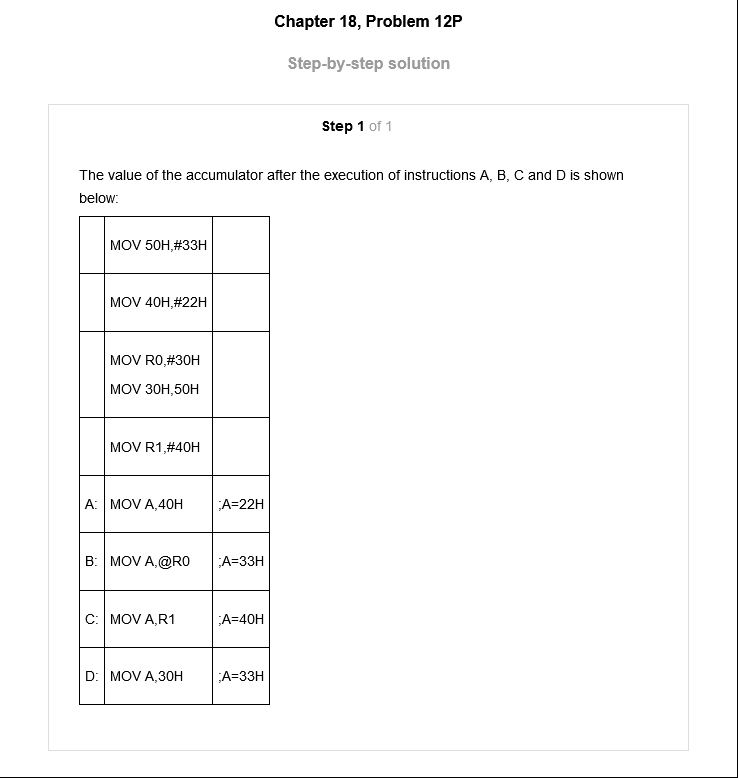 Chapter 18, Problem 12P
Step-by-step solution
Step 1 of 1
The value of the accumulator after the execution of instructions A, B, C and D is shown
below:
MOV 50H,#33H
MOV 40H,#22H
MOV R0,#30H
MOV 30H,50H
MOV R1,#40H
A: MOV A,40H ;A=22H
B: MOV A,@R0 ;A=33H
C: MOV A,R1 ;A=40H
D: MOV A,30H ;A=33H